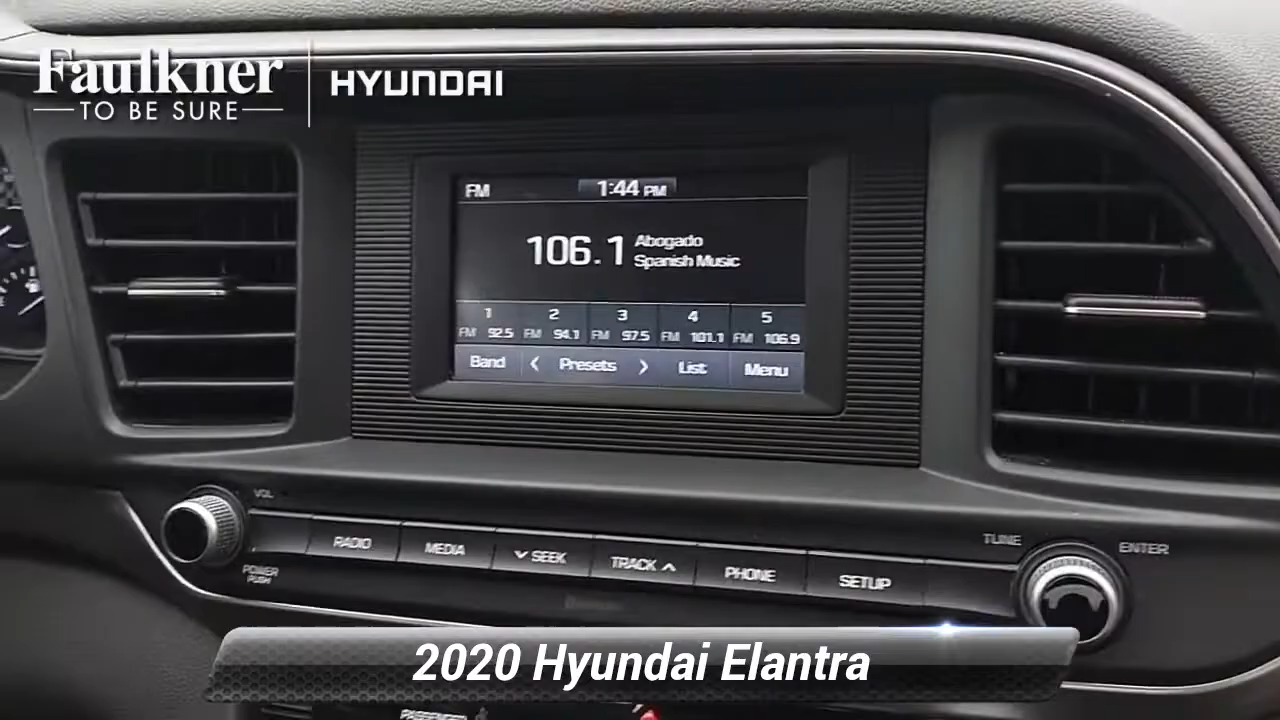 Faulkner
TO BE SURE
HYUNDAI
FM 1:44 PM
106.1 Abogado
Spanish Music
1 2 3 4 5
FM 92.5 FM 94.1 FM 97.5 FM 101.1 FM 106.9
Band < Presets > List Menu
VOL
POWER
PUSH
RADIO MEDIA SEEK TRACK PHONE SETUP
TUNE ENTER
2020 Hyundai Elantra
PASSENGER